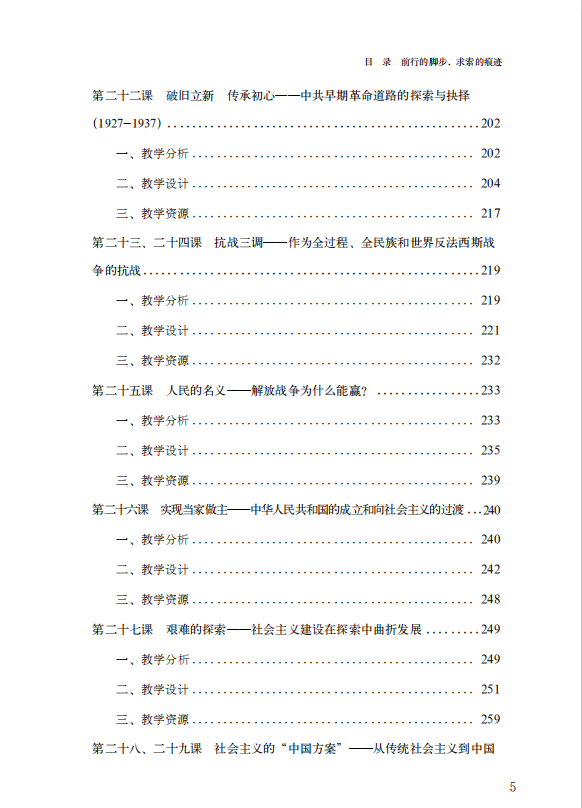 目　录　前行的脚步，求索的痕迹
第二十二课　破旧立新　传承初心——中共早期革命道路的探索与抉择
（1927—1937）....................................................202
一、教学分析..............................................202
二、教学设计..............................................204
三、教学资源..............................................217
第二十三、二十四课　抗战三调——作为全过程、全民族和世界反法西斯战
争的抗战........................................................219
一、教学分析..............................................219
二、教学设计..............................................221
三、教学资源..............................................232
第二十五课　人民的名义——解放战争为什么能赢？.................233
一、教学分析..............................................233
二、教学设计..............................................235
三、教学资源..............................................239
第二十六课　实现当家做主——中华人民共和国的成立和向社会主义的过渡...240
一、教学分析..............................................240
二、教学设计..............................................242
三、教学资源..............................................248
第二十七课　艰难的探索——社会主义建设在探索中曲折发展.........249
一、教学分析..............................................249
二、教学设计..............................................251
三、教学资源..............................................259
第二十八、二十九课　社会主义的“中国方案”——从传统社会主义到中国
5